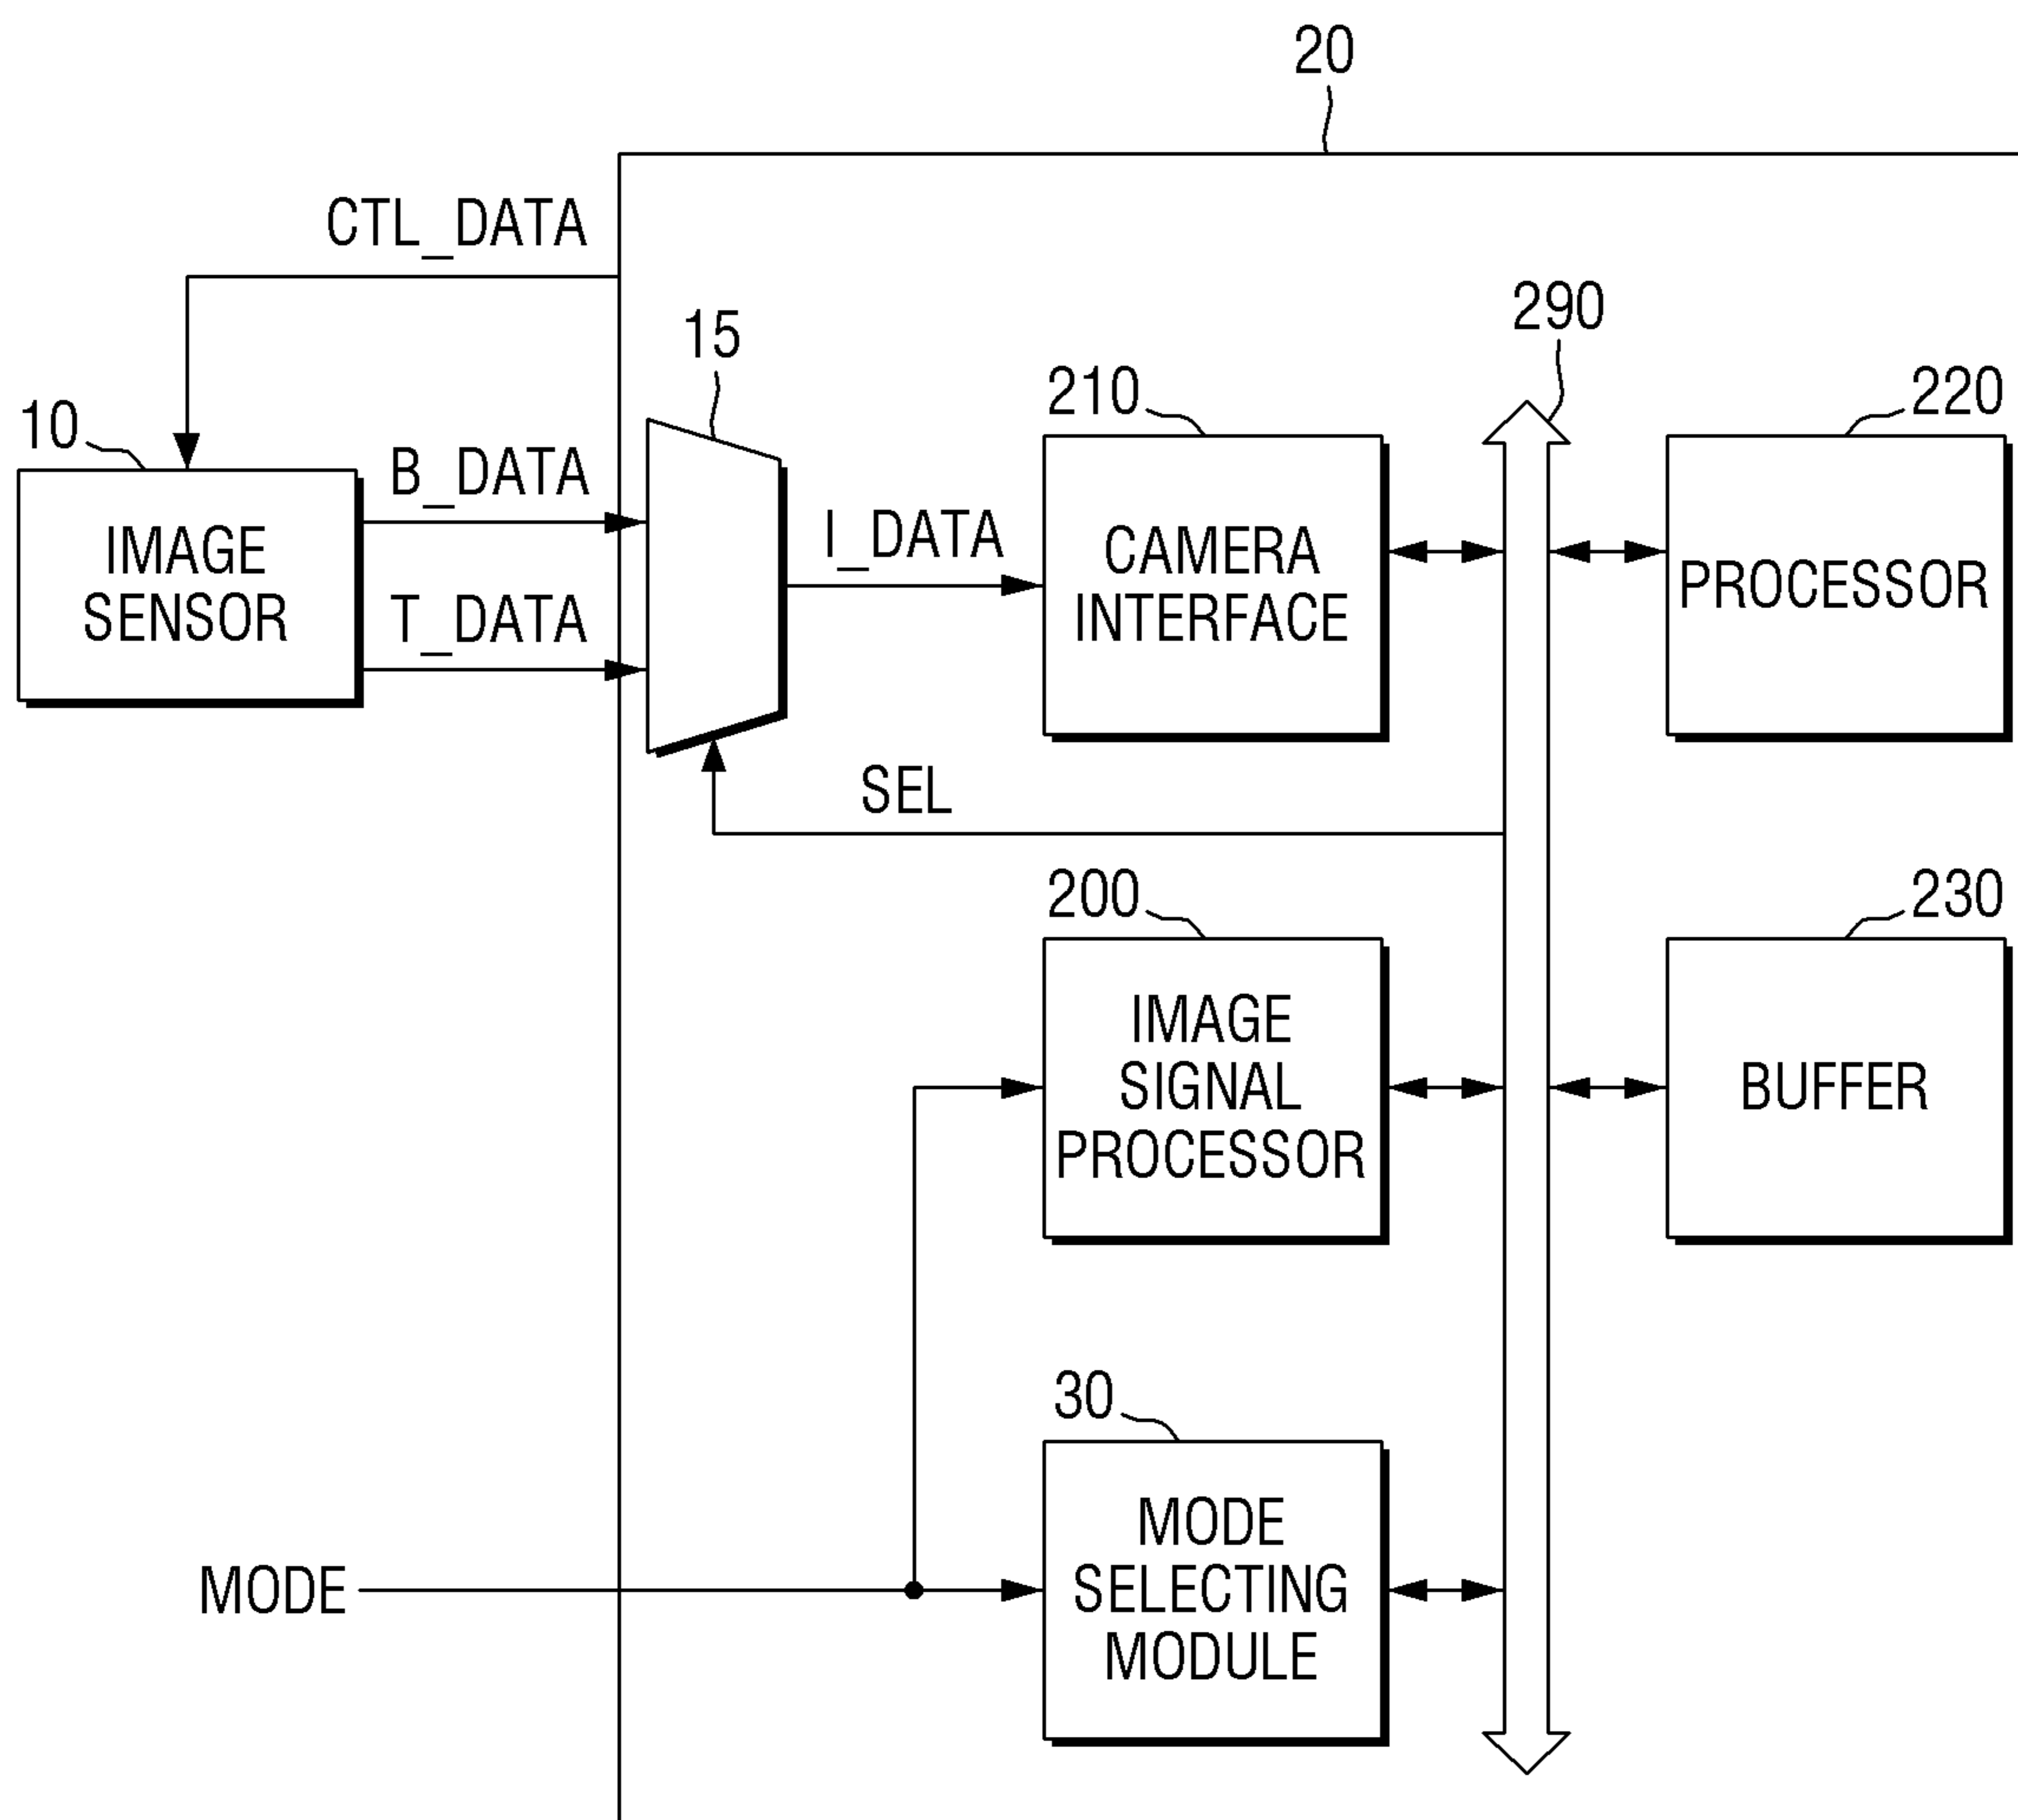 20
CTL_DATA
290
15
210
220
10
B_DATA
I_DATA
IMAGE
SENSOR
T_DATA
CAMERA
INTERFACE
PROCESSOR
SEL
200
230
IMAGE
SIGNAL
PROCESSOR
BUFFER
30
MODE
SELECTING
MODULE
MODE